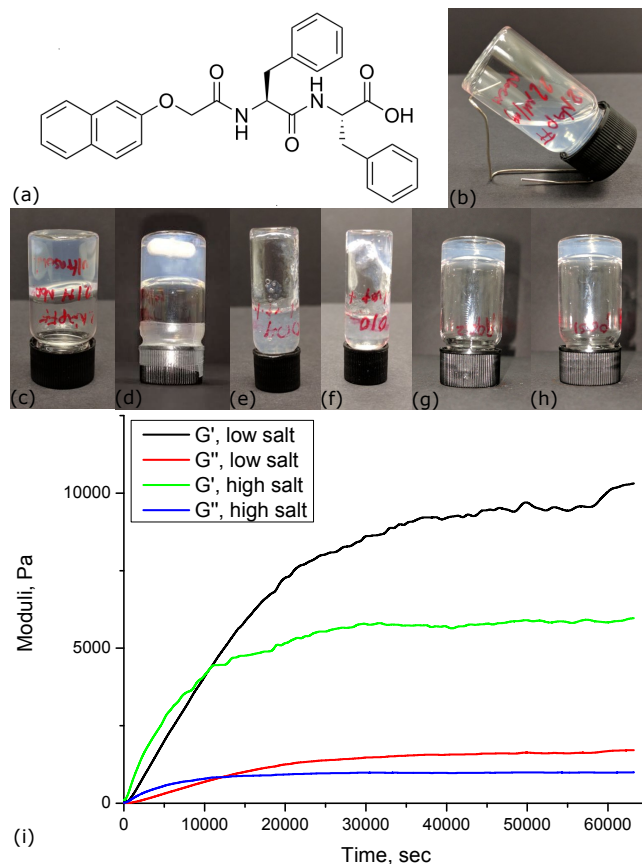 O
O
O
N
H
H
N
O
OH
(a)
(b)
(c)
(d)
(e)
(f)
(g)
(h)
G', low salt
G'', low salt
G', high salt
G'', high salt
10000
5000
0
Moduli, Pa
0
10000
20000
30000
40000
50000
60000
Time, sec
(i)